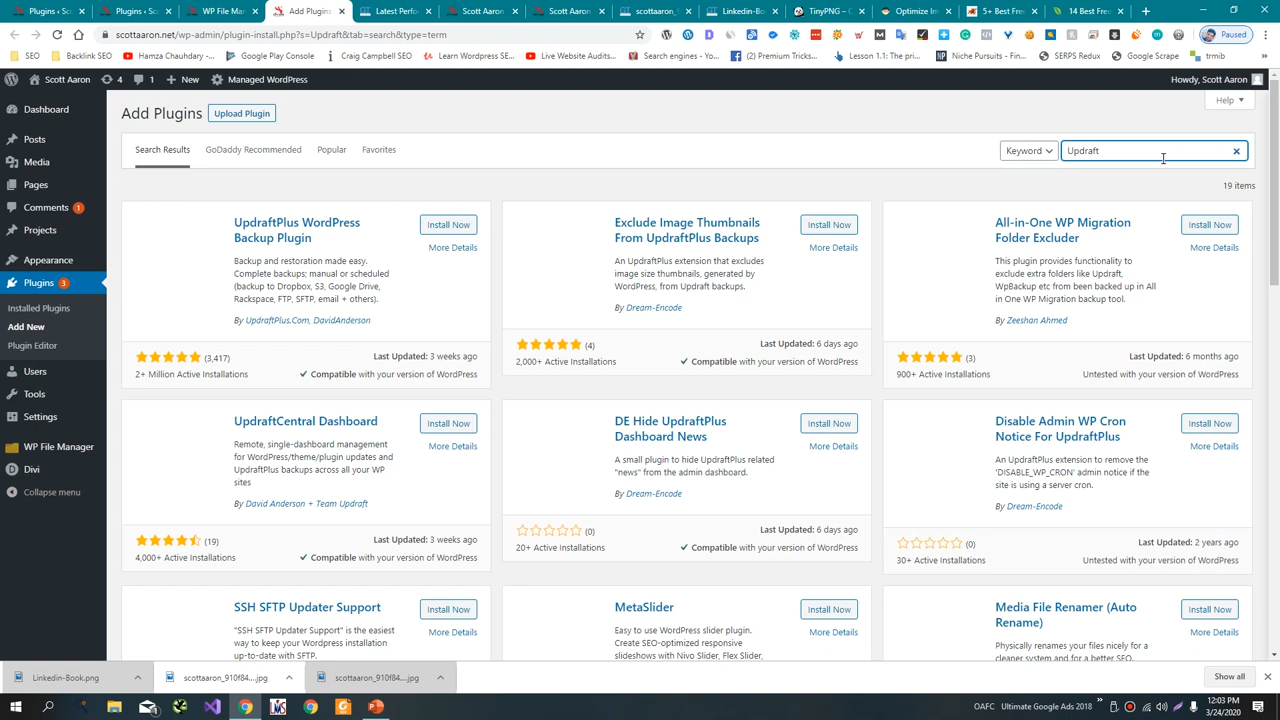 WP Scott A
WP Scott A
WP File Man
Add Plugins
Latest Perfo
Scott Aaron
Scott Aaron
scottaaron_
Linkedin-Bo
TinyPNG – C
Optimize Im
5+ Best Free
14 Best Free
scottaaron.net/wp-admin/plugin-install.php?s=Updraft&tab=search&type=term
Paused
SEO
Backlink SEO
Hamza Chauhdary -
Google Play Console
Craig Campbell SEO
Learn Wordpress SE...
Live Website Audits...
Search engines - Yo...
(3) Premium Tricks...
Lesson 1.1: The pri...
Niche Pursuits - Fin...
SERPS Redux
Google Scrape
trmib
»
Scott Aaron
4
1
+ New
Managed WordPress
Howdy, Scott Aaron
Dashboard
Posts
Media
Pages
Comments 1
Projects
Appearance
Plugins 3
Installed Plugins
Add New
Plugin Editor
Users
Tools
Settings
WP File Manager
Divi
Collapse menu
Add Plugins
Upload Plugin
Help
Search Results
GoDaddy Recommended
Popular
Favorites
Keyword
Updraft
19 items
UpdraftPlus WordPress
Backup Plugin
Install Now
More Details
Backup and restoration made easy.
Complete backups; manual or scheduled
(backup to Dropbox, S3, Google Drive,
Rackspace, FTP, SFTP, email + others).
By UpdraftPlus.Com, DavidAnderson
(3,417)
Last Updated: 3 weeks ago
2+ Million Active Installations
✓ Compatible with your version of WordPress
Exclude Image Thumbnails
From UpdraftPlus Backups
Install Now
More Details
An UpdraftPlus extension that excludes
image size thumbnails, generated by
WordPress, from Updraft backups.
By Dream-Encode
(4)
Last Updated: 6 days ago
2,000+ Active Installations
✓ Compatible with your version of WordPress
All-in-One WP Migration
Folder Excluder
Install Now
More Details
This plugin provides functionality to
exclude extra folders like Updraft,
WpBackup etc from been backed up in All
in One WP Migration backup tool.
By Zeeshan Ahmed
(3)
Last Updated: 6 months ago
900+ Active Installations
Untested with your version of WordPress
UpdraftCentral Dashboard
Install Now
More Details
Remote, single-dashboard management
for WordPress/theme/plugin updates and
UpdraftPlus backups across all your WP
sites
By David Anderson + Team Updraft
(19)
Last Updated: 3 weeks ago
4,000+ Active Installations
✓ Compatible with your version of WordPress
DE Hide UpdraftPlus
Dashboard News
Install Now
More Details
A small plugin to hide UpdraftPlus related
"news" from the admin dashboard.
By Dream-Encode
(0)
Last Updated: 6 days ago
20+ Active Installations
✓ Compatible with your version of WordPress
Disable Admin WP Cron
Notice For UpdraftPlus
Install Now
More Details
An UpdraftPlus extension to remove the
'DISABLE_WP_CRON' admin notice if the
site is using a server cron.
By Dream-Encode
(0)
Last Updated: 2 years ago
30+ Active Installations
Untested with your version of WordPress
SSH SFTP Updater Support
Install Now
More Details
"SSH SFTP Updater Support" is the easiest
way to keep your Wordpress installation
up-to-date with SFTP.
MetaSlider
Install Now
More Details
Easy to use WordPress slider plugin.
Create SEO-optimized responsive
slideshows with Nivo Slider, Flex Slider,
Media File Renamer (Auto
Rename)
Install Now
More Details
Physically renames your files nicely for
a cleaner system and for a better SEO.
Linkedin-Book.png
scottaaron_910f84....jpg
scottaaron_910f84....jpg
Show all
OAFC
Ultimate Google Ads 2018
12:03 PM
3/24/2020